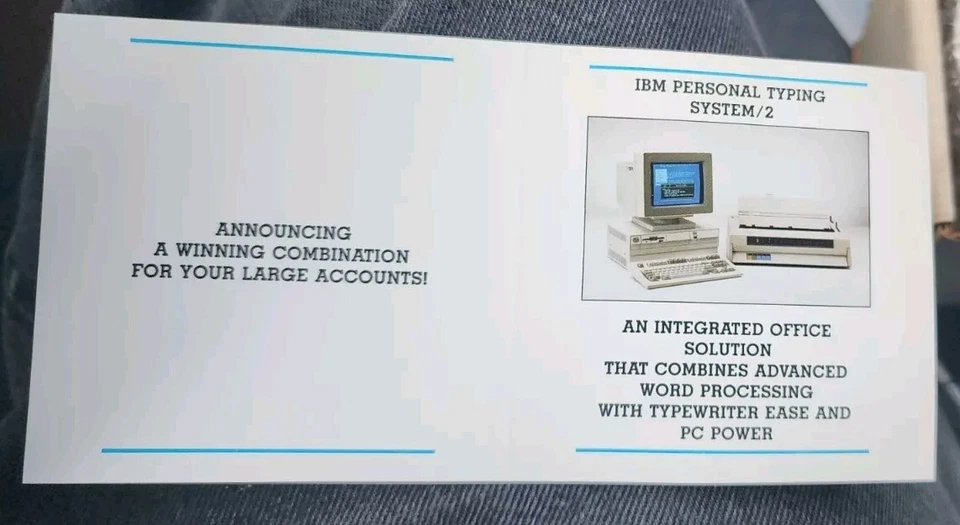 ANNOUNCING
A WINNING COMBINATION
FOR YOUR LARGE ACCOUNTS!
IBM PERSONAL TYPING
SYSTEM/2
AN INTEGRATED OFFICE
SOLUTION
THAT COMBINES ADVANCED
WORD PROCESSING
WITH TYPEWRITER EASE AND
PC POWER